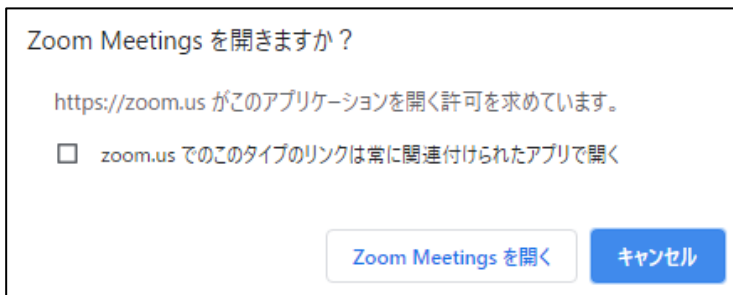 Zoom Meetings を開きますか？
https://zoom.us がこのアプリケーションを開く許可を求めています。
zoom.us でのこのタイプのリンクは常に関連付けられたアプリで開く
Zoom Meetings を開く
キャンセル